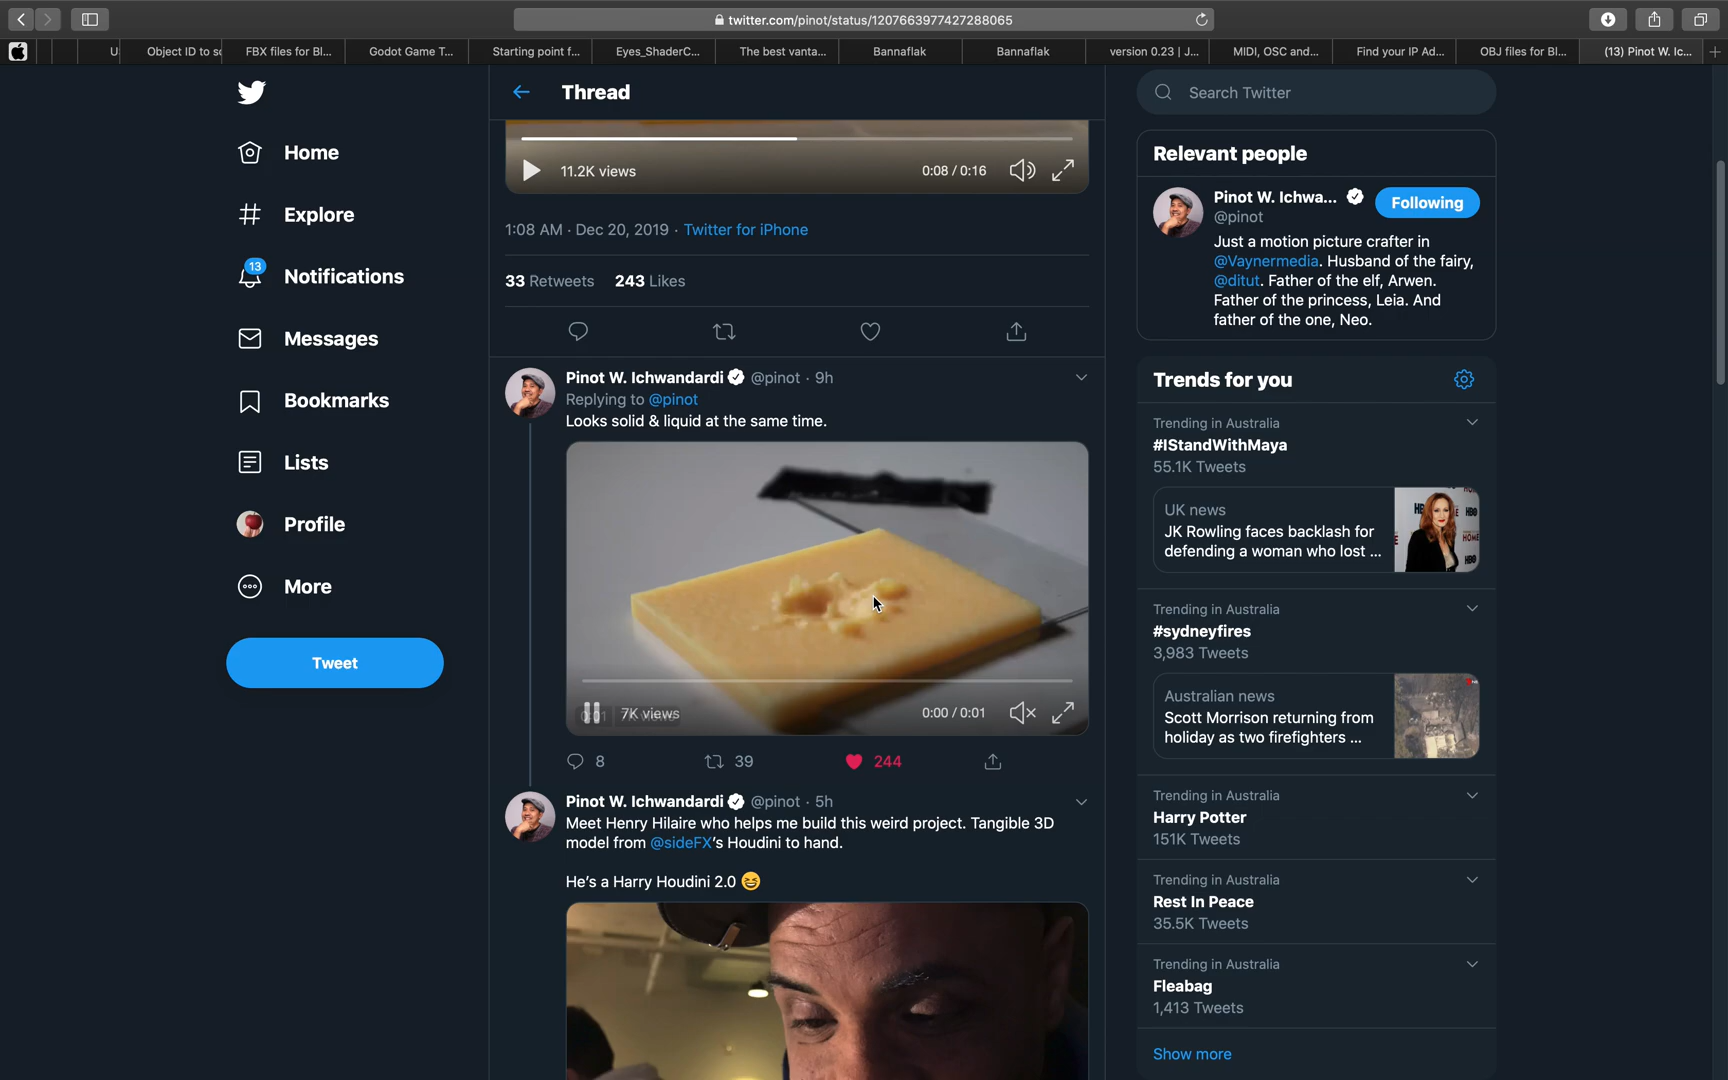 twitter.com/pinot/status/1207663977427288065
U
Object ID to sc
FBX files for Bl...
Godot Game T...
Starting point f...
Eyes_ShaderC...
The best vanta...
Bannaflak
Bannaflak
version 0.23 | J...
MIDI, OSC and...
Find your IP Ad...
OBJ files for Bl...
(13) Pinot W. Ic...
Home
Explore
13
Notifications
Messages
Bookmarks
Lists
Profile
More
Tweet
Thread
11.2K views
0:08 / 0:16
1:08 AM · Dec 20, 2019 · Twitter for iPhone
33 Retweets 243 Likes
Pinot W. Ichwandardi @pinot · 9h
Replying to @pinot
Looks solid & liquid at the same time.
7K views
0:00 / 0:01
8
39
244
Pinot W. Ichwandardi @pinot · 5h
Meet Henry Hilaire who helps me build this weird project. Tangible 3D
model from @sideFX's Houdini to hand.
He's a Harry Houdini 2.0 😆
Search Twitter
Relevant people
Pinot W. Ichwa...
Following
@pinot
Just a motion picture crafter in
@Vaynermedia. Husband of the fairy,
@ditut. Father of the elf, Arwen.
Father of the princess, Leia. And
father of the one, Neo.
Trends for you
Trending in Australia
#IStandWithMaya
55.1K Tweets
UK news
JK Rowling faces backlash for
defending a woman who lost ...
Trending in Australia
#sydneyfires
3,983 Tweets
Australian news
Scott Morrison returning from
holiday as two firefighters ...
Trending in Australia
Harry Potter
151K Tweets
Trending in Australia
Rest In Peace
35.5K Tweets
Trending in Australia
Fleabag
1,413 Tweets
Show more